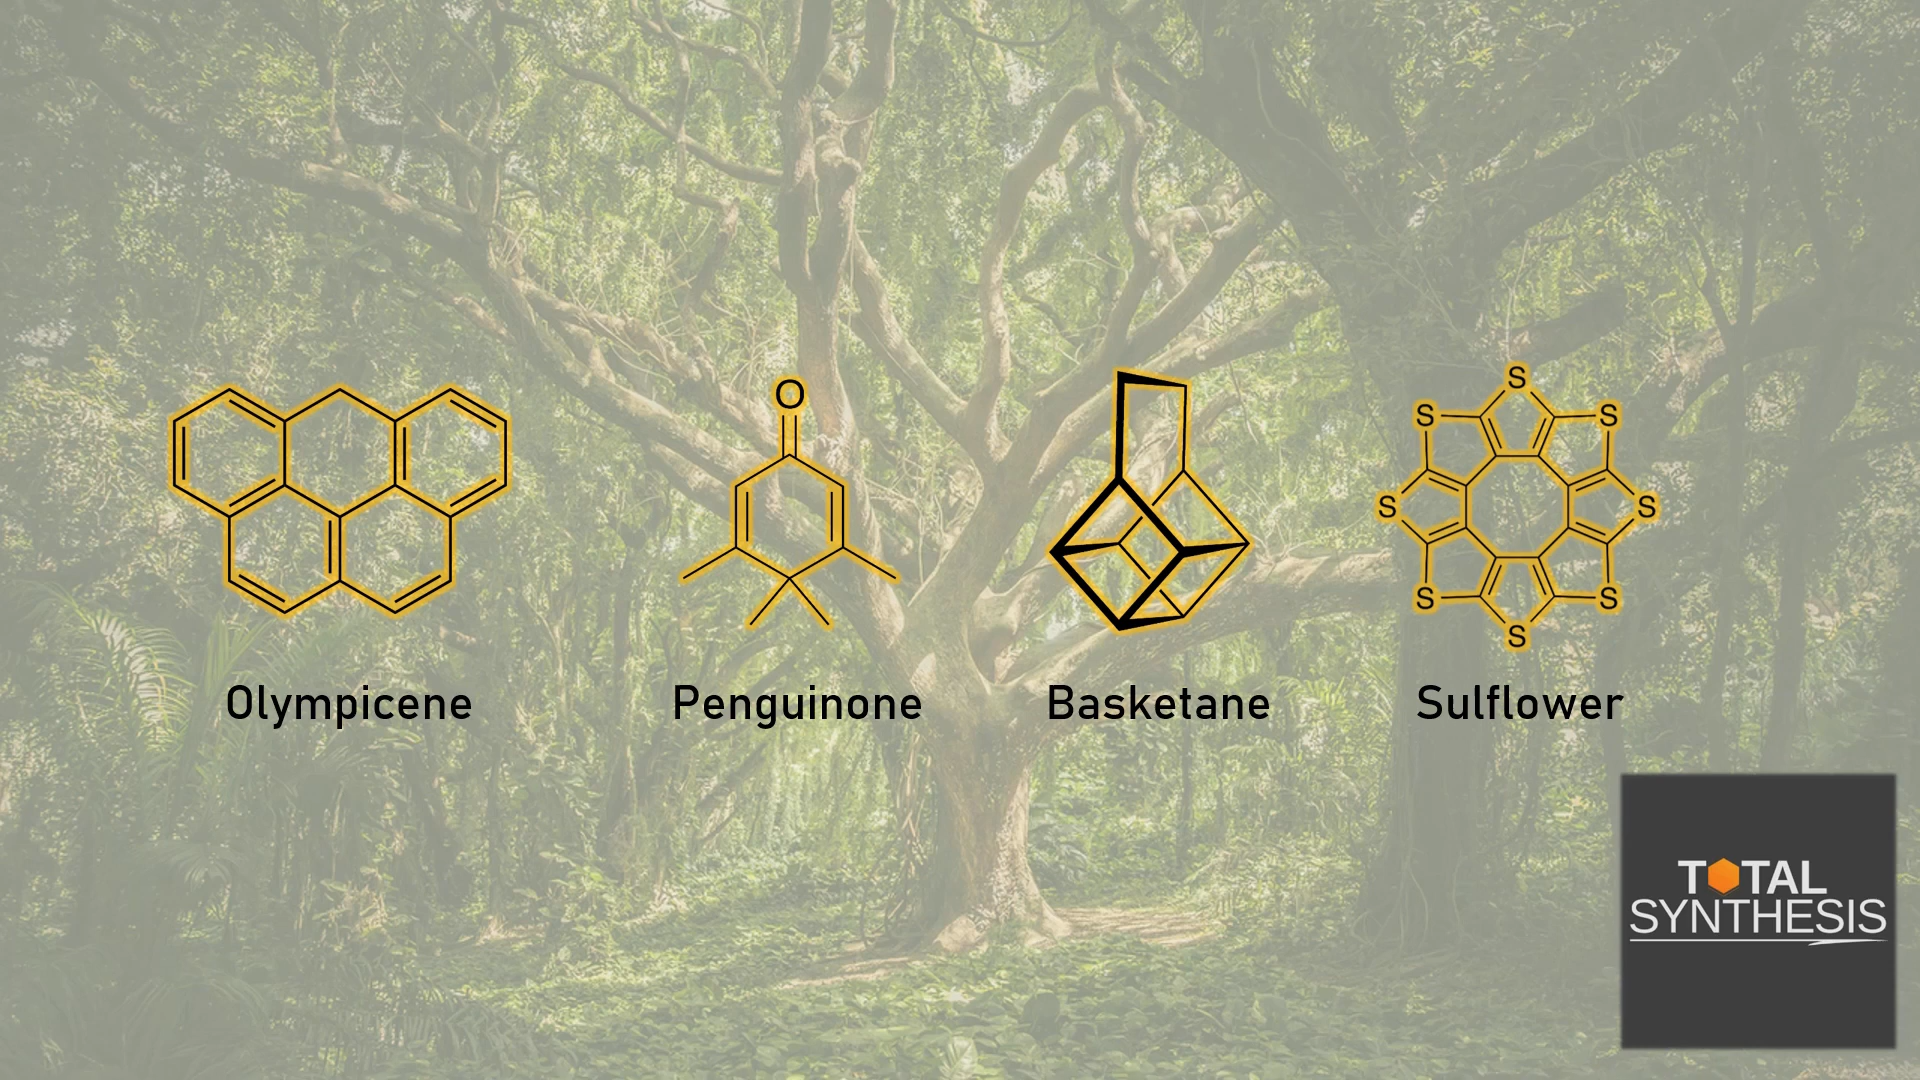 O
S
S
S
S
S
S
S
S
Olympicene
Penguinone
Basketane
Sulflower
TOTAL
SYNTHESIS